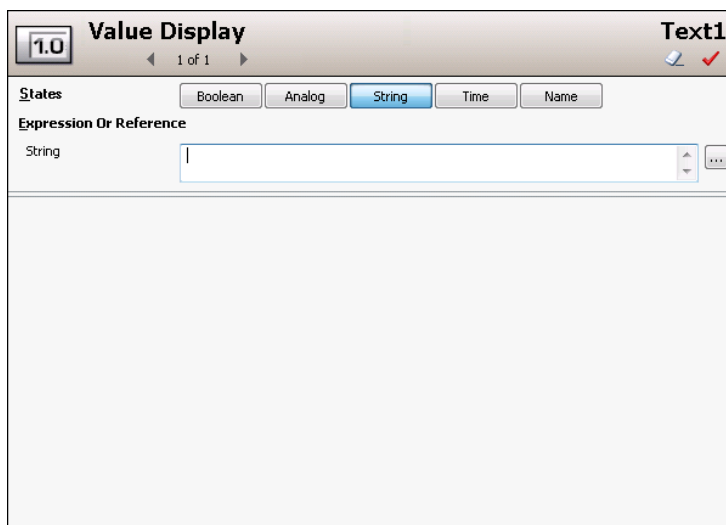 1.0
Value Display
Text1
1 of 1
States
Boolean
Analog
String
Time
Name
Expression Or Reference
String
...